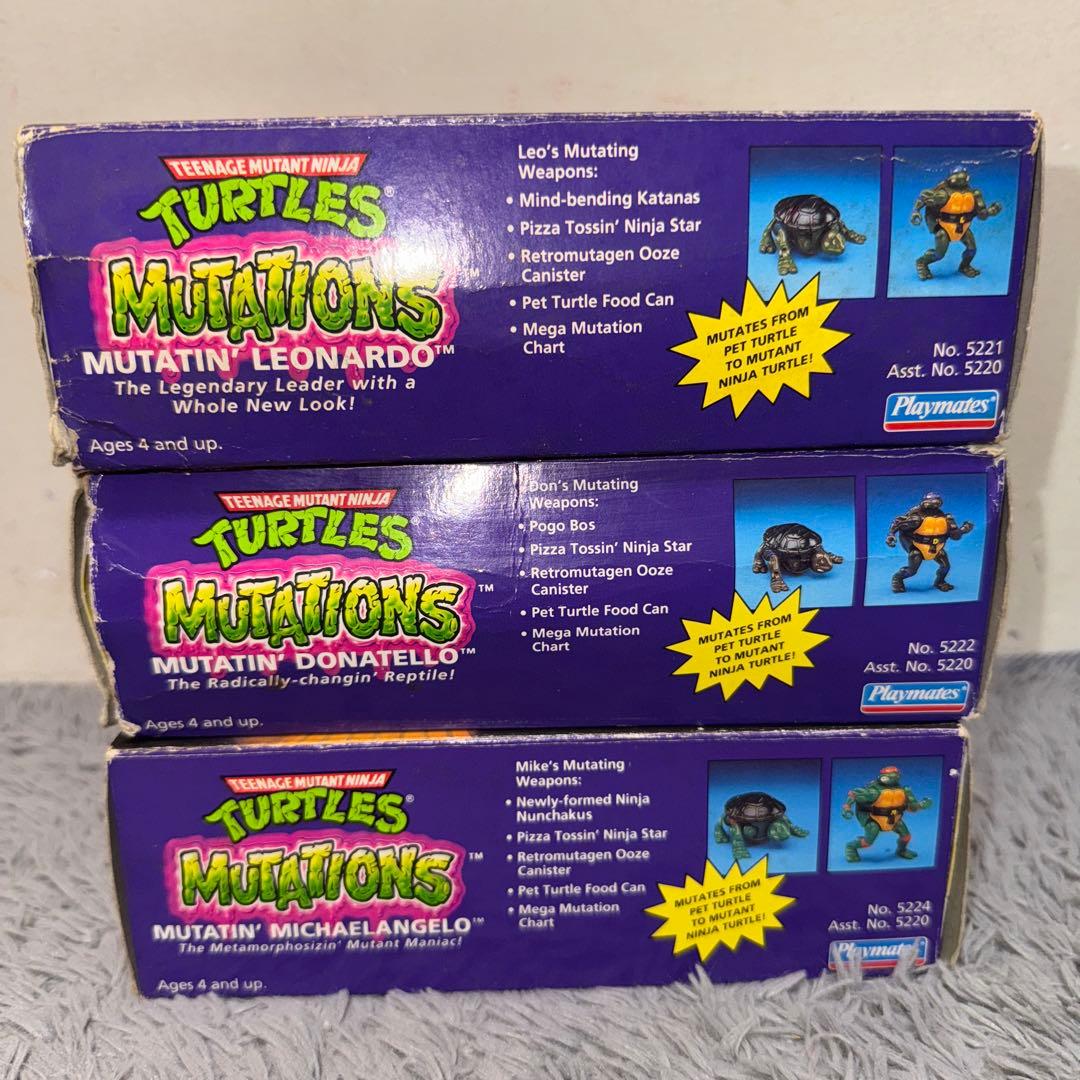 TEENAGE MUTANT NINJA
TURTLES®
MUTATIONS™
MUTATIN' LEONARDO™
The Legendary Leader with a
Whole New Look!
Ages 4 and up.
Leo's Mutating
Weapons:
• Mind-bending Katanas
• Pizza Tossin' Ninja Star
• Retromutagen Ooze
Canister
• Pet Turtle Food Can
• Mega Mutation
Chart
MUTATES FROM
PET TURTLE
TO MUTANT
NINJA TURTLE!
No. 5221
Asst. No. 5220
Playmates®
TEENAGE MUTANT NINJA
TURTLES®
MUTATIONS™
MUTATIN' DONATELLO™
The Radically-changin' Reptile!
Ages 4 and up.
Don's Mutating
Weapons:
• Pogo Bos
• Pizza Tossin' Ninja Star
• Retromutagen Ooze
Canister
• Pet Turtle Food Can
• Mega Mutation
Chart
MUTATES FROM
PET TURTLE
TO MUTANT
NINJA TURTLE!
No. 5222
Asst. No. 5220
Playmates®
TEENAGE MUTANT NINJA
TURTLES®
MUTATIONS™
MUTATIN' MICHAELANGELO™
The Metamorphosizin' Mutant Maniac!
Ages 4 and up.
Mike's Mutating
Weapons:
• Newly-formed Ninja
Nunchakus
• Pizza Tossin' Ninja Star
• Retromutagen Ooze
Canister
• Pet Turtle Food Can
• Mega Mutation
Chart
MUTATES FROM
PET TURTLE
TO MUTANT
NINJA TURTLE!
No. 5224
Asst. No. 5220
Playmates